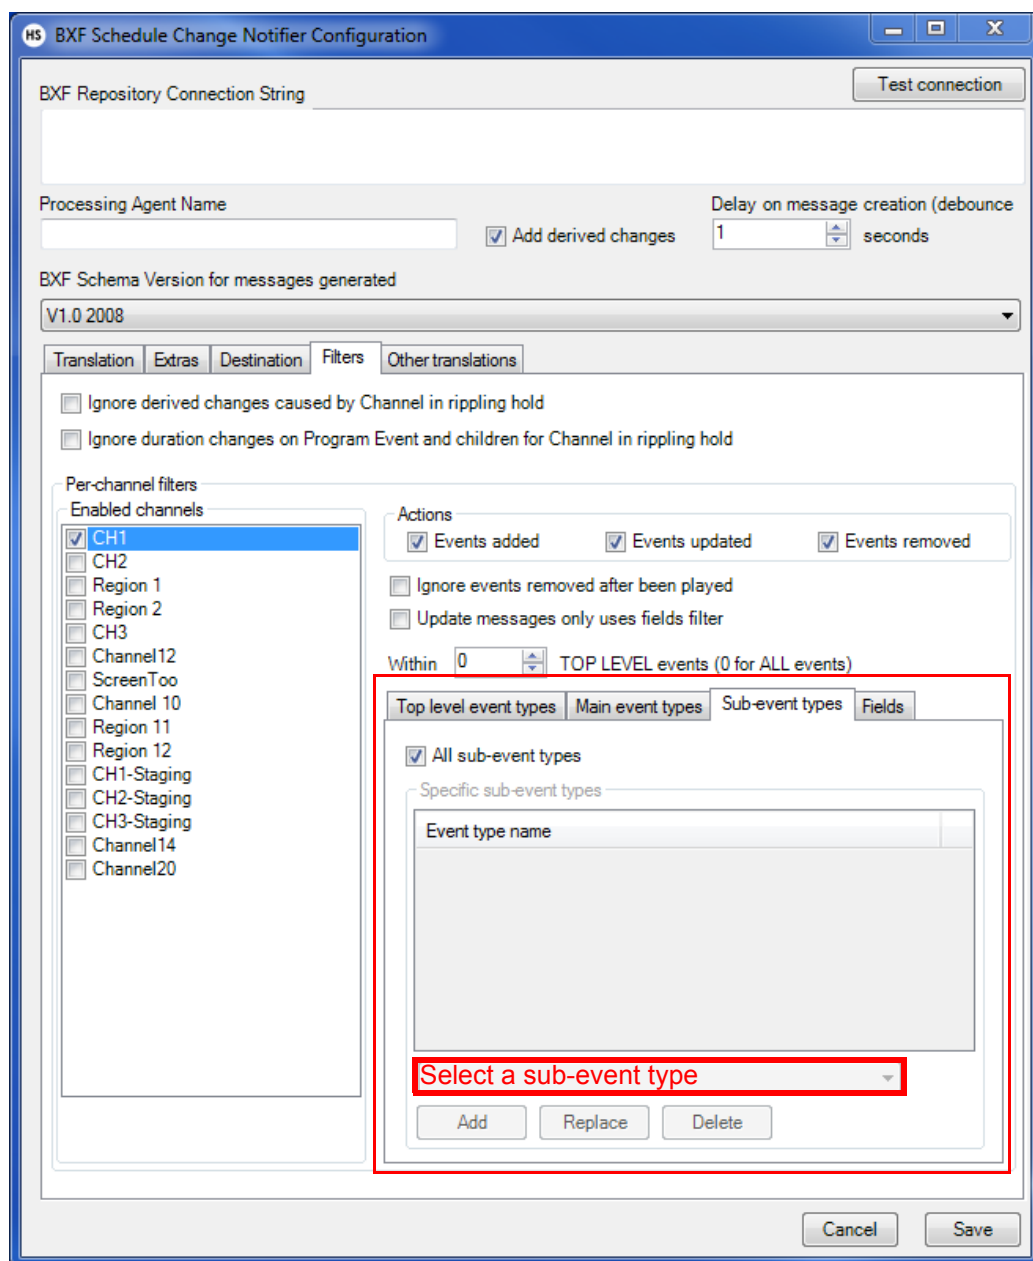 HS BXF Schedule Change Notifier Configuration
Test connection
BXF Repository Connection String
Processing Agent Name
Delay on message creation (debounce
Add derived changes
1
seconds
BXF Schema Version for messages generated
V1.0 2008
Translation Extras Destination Filters Other translations
Ignore derived changes caused by Channel in rippling hold
Ignore duration changes on Program Event and children for Channel in rippling hold
Per-channel filters
Enabled channels
CH1
CH2
Region 1
Region 2
CH3
Channel12
ScreenToo
Channel 10
Region 11
Region 12
CH1-Staging
CH2-Staging
CH3-Staging
Channel14
Channel20
Actions
Events added Events updated Events removed
Ignore events removed after been played
Update messages only uses fields filter
Within 0 TOP LEVEL events (0 for ALL events)
Top level event types Main event types Sub-event types Fields
All sub-event types
Specific sub-event types
Event type name
Select a sub-event type
Add Replace Delete
Cancel Save